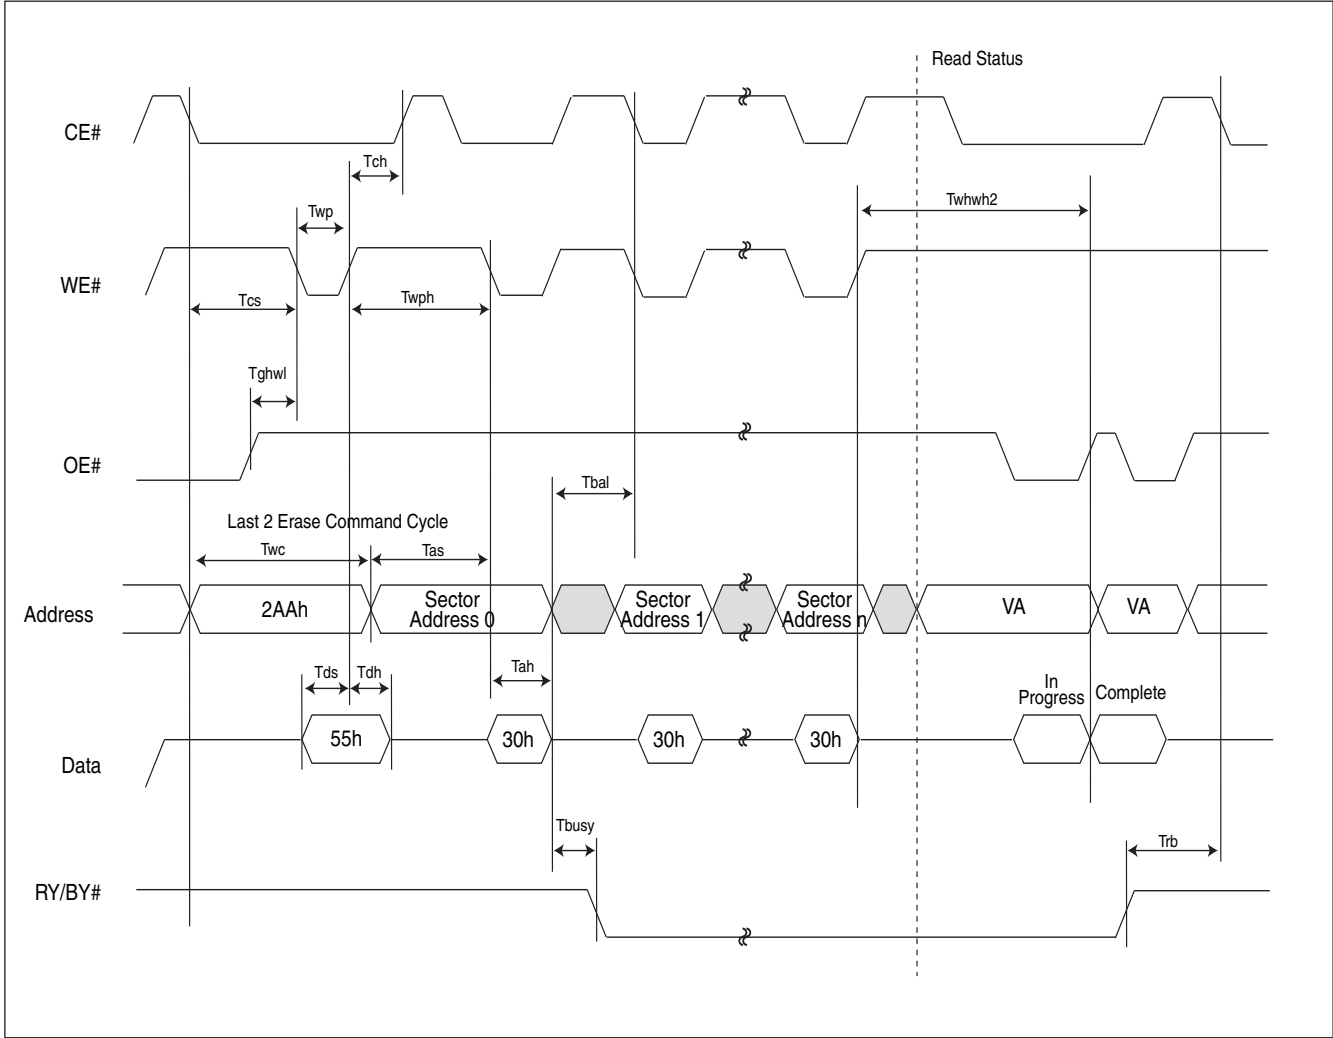 Read Status
CE#
Tch
Twhwh2
Twp
WE#
Tcs
Twph
Tghwl
OE#
Tbal
Last 2 Erase Command Cycle
Twc
Tas
Address
2AAh
Sector
Address 0
Sector
Address 1
Sector
Address n
VA
VA
Tds
Tdh
Tah
In
Progress
Complete
Data
55h
30h
30h
30h
Tbusy
Trb
RY/BY#